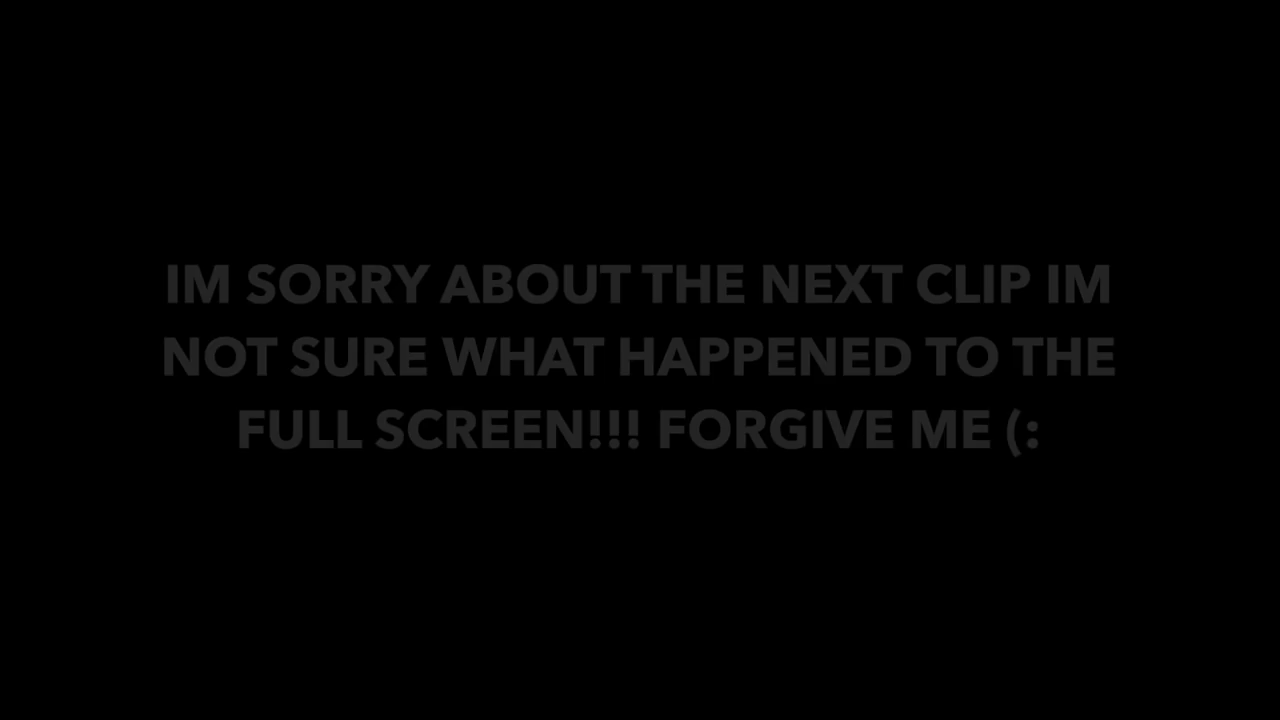 IM SORRY ABOUT THE NEXT CLIP IM
NOT SURE WHAT HAPPENED TO THE
FULL SCREEN!!! FORGIVE ME (: